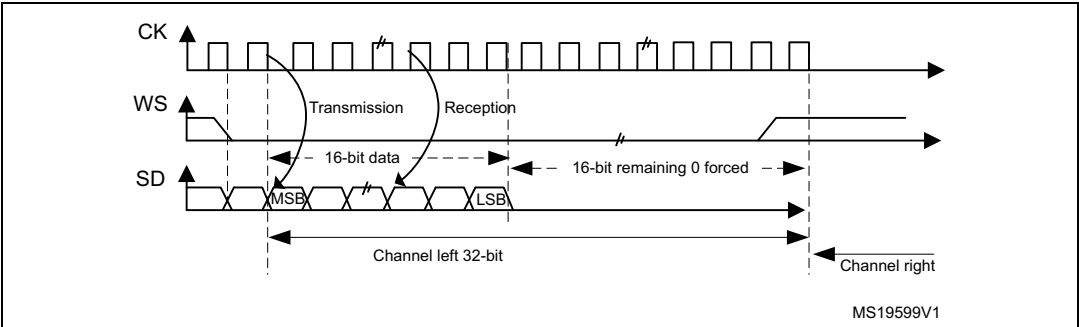 CK
WS
Transmission
Reception
16-bit data
16-bit remaining 0 forced
SD
MSB
LSB
Channel left 32-bit
Channel right
MS19599V1